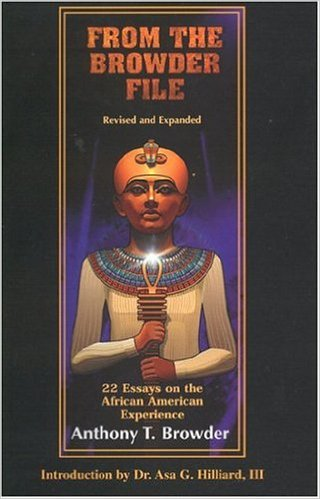 FROM THE
BROWDER
FILE
Revised and Expanded
22 Essays on the
African American
Experience
Anthony T. Browder
Introduction by Dr. Asa G. Hilliard, III